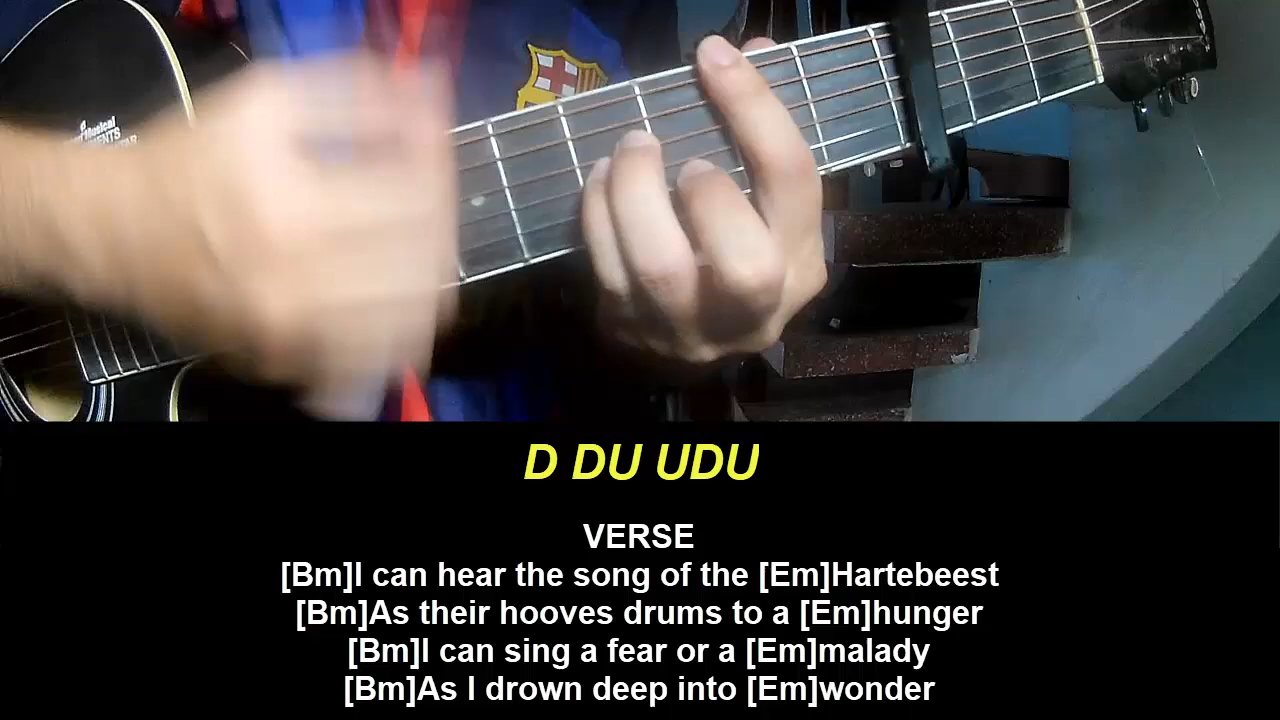 Musical
D DU UDU
VERSE
[Bm]I can hear the song of the [Em]Hartebeest
[Bm]As their hooves drums to a [Em]hunger
[Bm]I can sing a fear or a [Em]malady
[Bm]As I drown deep into [Em]wonder